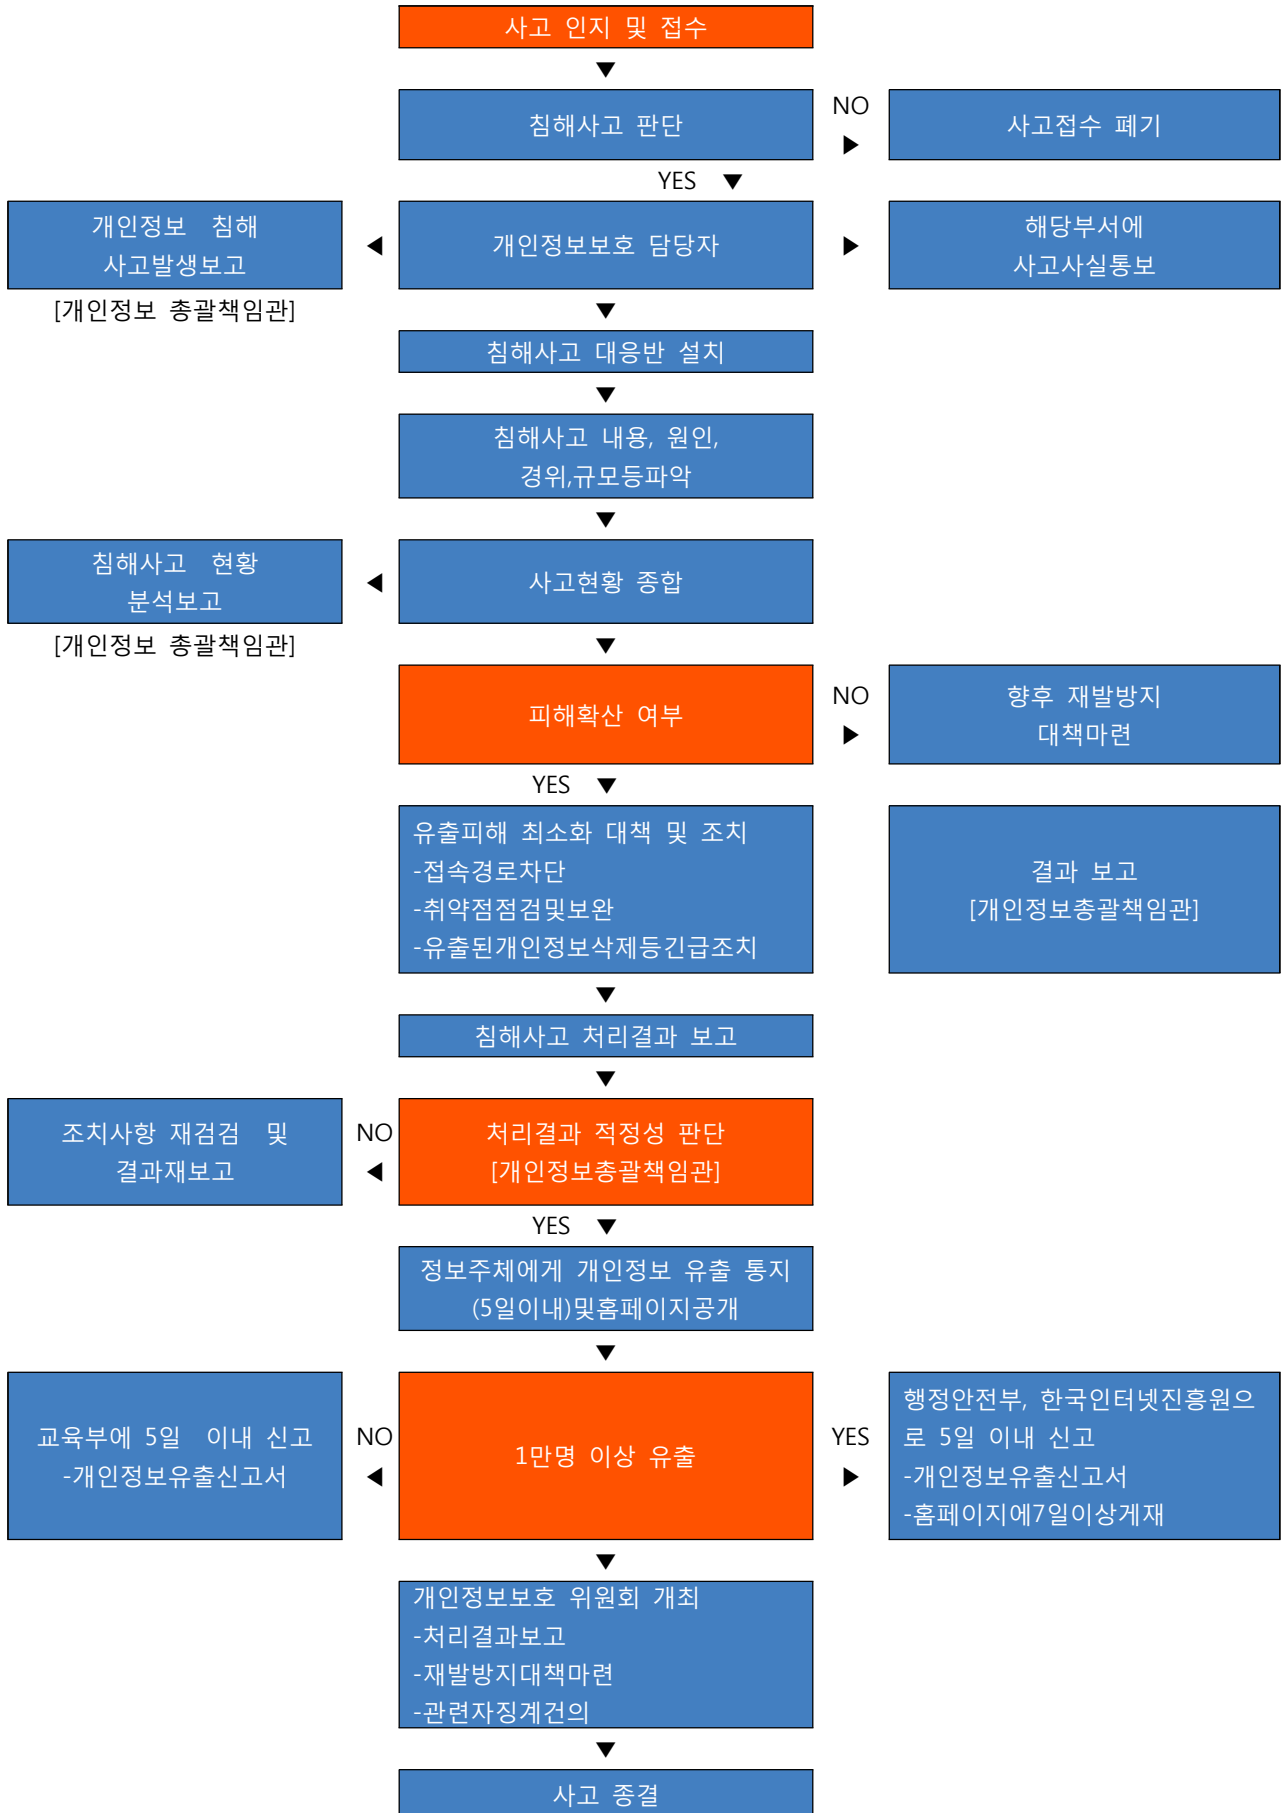 사고 인지 및 접수
침해사고 판단
NO
사고접수 폐기
YES
개인정보 침해
사고발생보고
[개인정보 총괄책임관]
개인정보보호 담당자
해당부서에
사고사실통보
침해사고 대응반 설치
침해사고 내용, 원인,
경위,규모등파악
침해사고 현황
분석보고
[개인정보 총괄책임관]
사고현황 종합
피해확산 여부
NO
향후 재발방지
대책마련
YES
유출피해 최소화 대책 및 조치
-접속경로차단
-취약점점검및보완
-유출된개인정보삭제등긴급조치
결과 보고
[개인정보총괄책임관]
침해사고 처리결과 보고
조치사항 재검검 및
결과재보고
NO
처리결과 적정성 판단
[개인정보총괄책임관]
YES
정보주체에게 개인정보 유출 통지
(5일이내)및홈페이지공개
교육부에 5일 이내 신고
-개인정보유출신고서
NO
1만명 이상 유출
YES
행정안전부, 한국인터넷진흥원으
로 5일 이내 신고
-개인정보유출신고서
-홈페이지에7일이상게재
개인정보보호 위원회 개최
-처리결과보고
-재발방지대책마련
-관련자징계건의
사고 종결